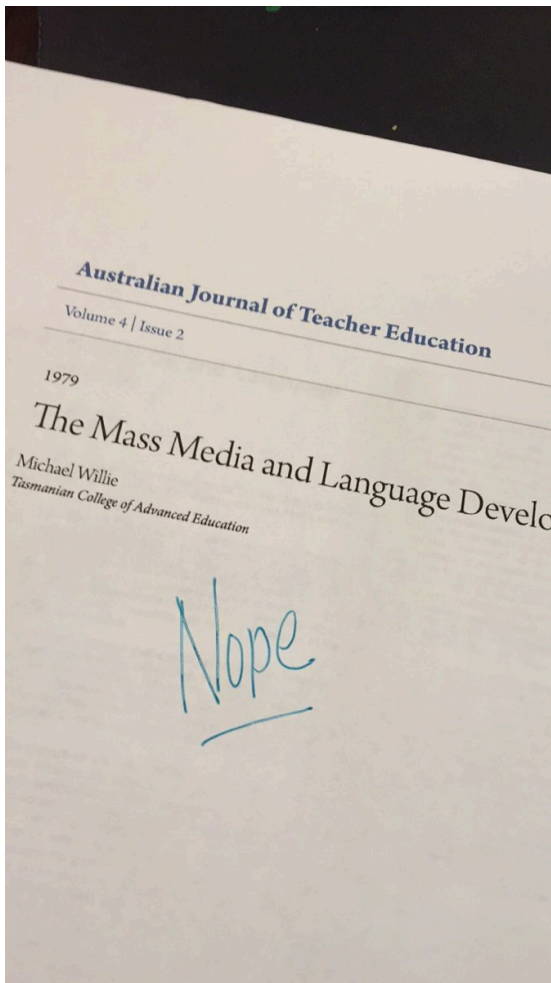 Australian Journal of Teacher Education
Volume 4 | Issue 2
1979
The Mass Media and Language Develo
Michael Willie
Tasmanian College of Advanced Education
Nope